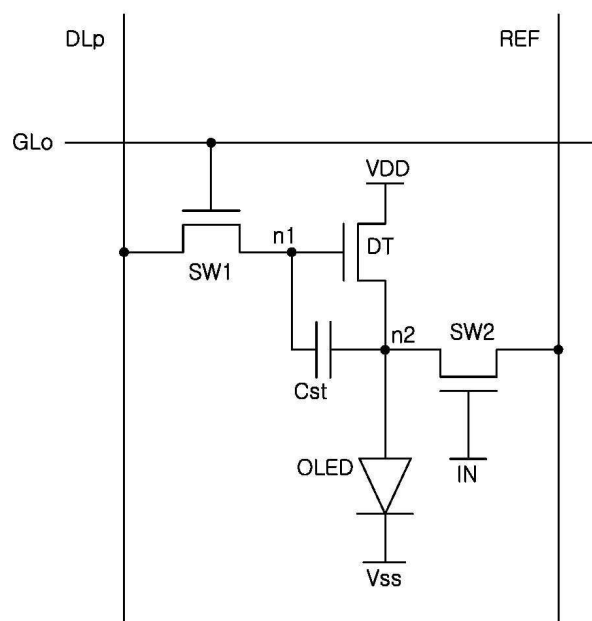 DLp
REF
GLo
VDD
n1
DT
SW1
n2
SW2
Cst
OLED
IN
Vss